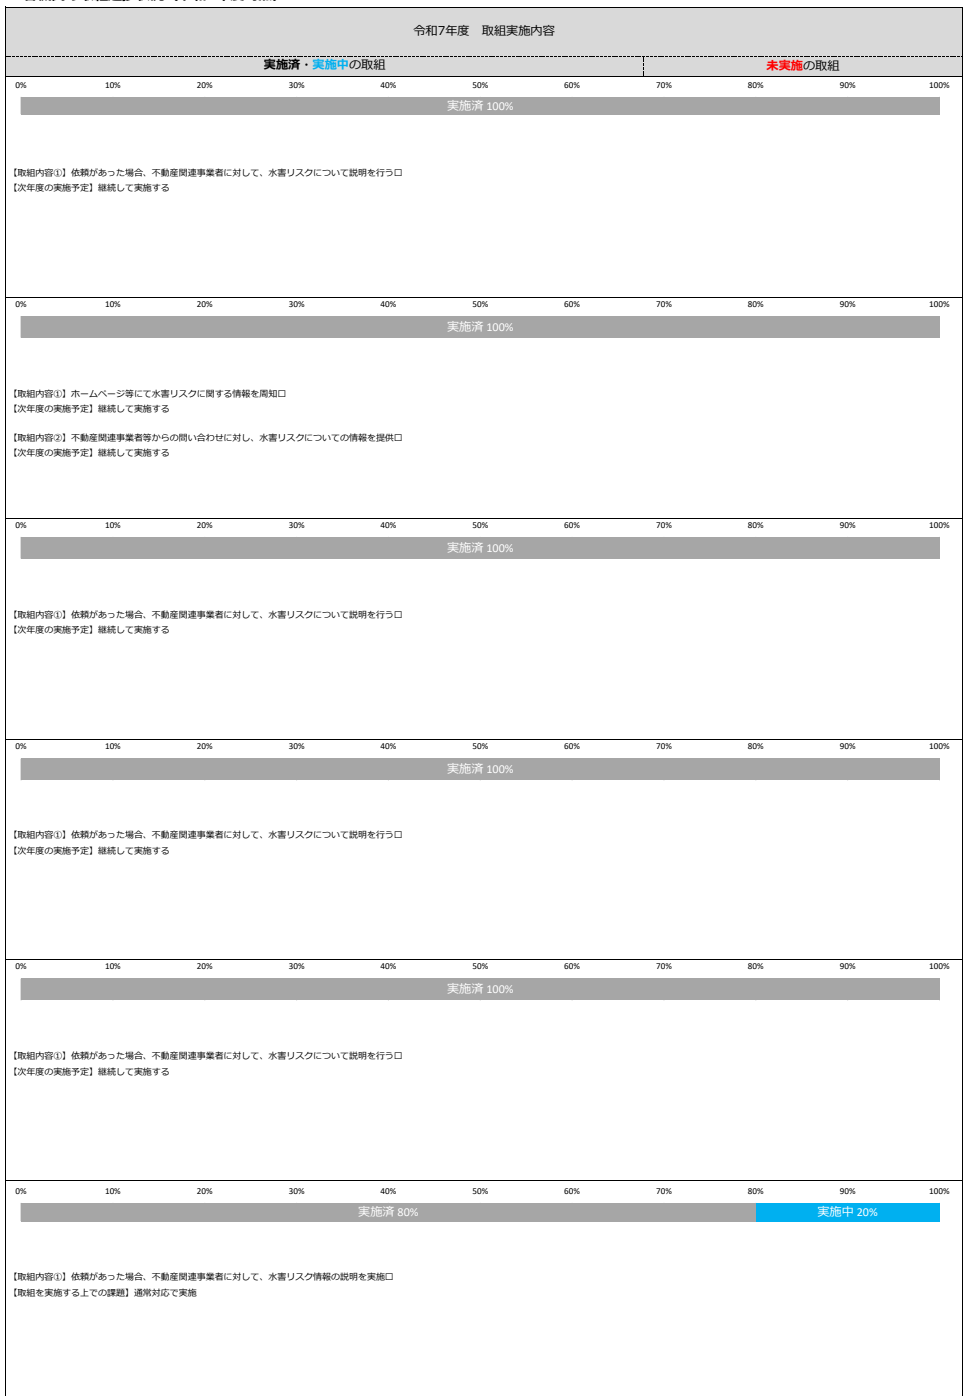 令和7年度　取組実施内容
実施済・実施中の取組
未実施の取組
0% 10% 20% 30% 40% 50% 60% 70% 80% 90% 100%
実施済 100%
【取組内容①】依頼があった場合、不動産関連事業者に対して、水害リスクについて説明を行う口
【次年度の実施予定】継続して実施する
0% 10% 20% 30% 40% 50% 60% 70% 80% 90% 100%
実施済 100%
【取組内容①】ホームページ等にて水害リスクに関する情報を周知口
【次年度の実施予定】継続して実施する
【取組内容②】不動産関連事業者等からの問い合わせに対し、水害リスクについての情報を提供口
【次年度の実施予定】継続して実施する
0% 10% 20% 30% 40% 50% 60% 70% 80% 90% 100%
実施済 100%
【取組内容①】依頼があった場合、不動産関連事業者に対して、水害リスクについて説明を行う口
【次年度の実施予定】継続して実施する
0% 10% 20% 30% 40% 50% 60% 70% 80% 90% 100%
実施済 100%
【取組内容①】依頼があった場合、不動産関連事業者に対して、水害リスクについて説明を行う口
【次年度の実施予定】継続して実施する
0% 10% 20% 30% 40% 50% 60% 70% 80% 90% 100%
実施済 100%
【取組内容①】依頼があった場合、不動産関連事業者に対して、水害リスクについて説明を行う口
【次年度の実施予定】継続して実施する
0% 10% 20% 30% 40% 50% 60% 70% 80% 90% 100%
実施済 80% 実施中 20%
【取組内容①】依頼があった場合、不動産関連事業者に対して、水害リスク情報の説明を実施口
【取組を実施する上での課題】通常対応で実施